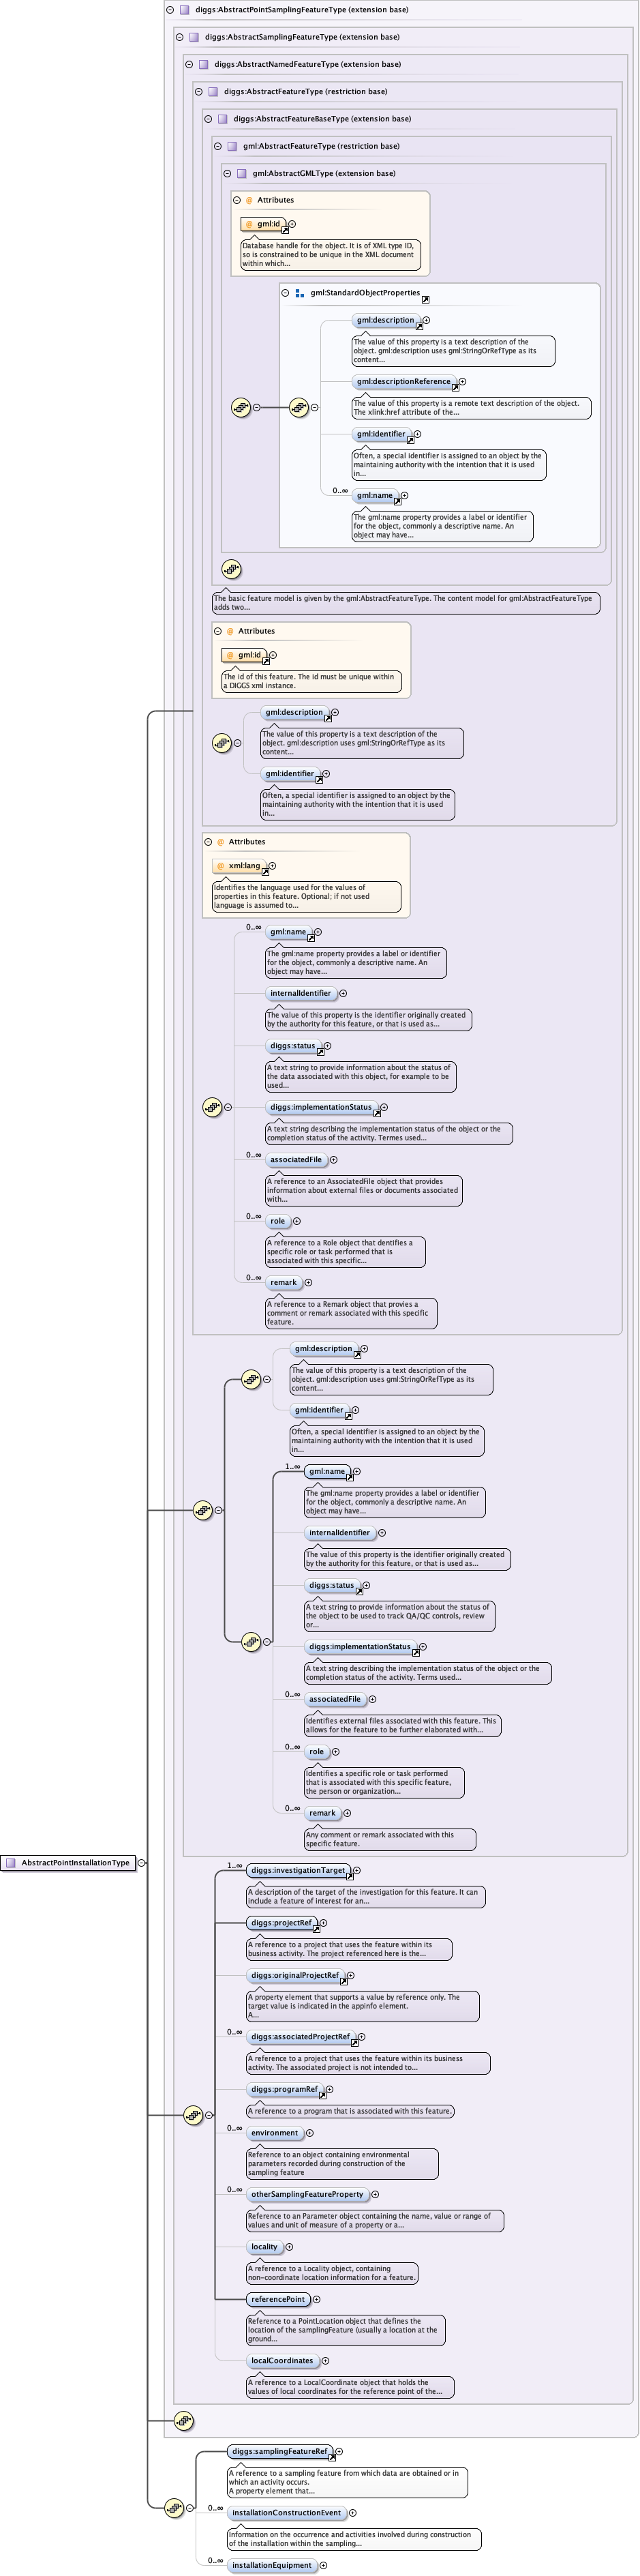 diggs:AbstractPointSamplingFeatureType (extension base)
diggs:AbstractSamplingFeatureType (extension base)
diggs:AbstractNamedFeatureType (extension base)
diggs:AbstractFeatureType (restriction base)
diggs:AbstractFeatureBaseType (extension base)
gml:AbstractFeatureType (restriction base)
gml:AbstractGMLType (extension base)
@ Attributes
gml:id
Database handle for the object. It is of XML type ID,
so is constrained to be unique in the XML document
within which...
gml:StandardObjectProperties
gml:description
The value of this property is a text description of the
object. gml:description uses gml:StringOrRefType as its
content...
gml:descriptionReference
The value of this property is a remote text description of the object.
The xlink:href attribute of the...
gml:identifier
Often, a special identifier is assigned to an object by the
maintaining authority with the intention that it is used
in...
0..∞
gml:name
The gml:name property provides a label or identifier
for the object, commonly a descriptive name. An
object may have...
The basic feature model is given by the gml:AbstractFeatureType. The content model for gml:AbstractFeatureType
adds two...
@ Attributes
@ gml:id
The id of this feature. The id must be unique within
a DIGGS xml instance.
gml:description
The value of this property is a text description of the
object. gml:description uses gml:StringOrRefType as its
content...
gml:identifier
Often, a special identifier is assigned to an object by the
maintaining authority with the intention that it is used
in...
@ Attributes
@ xml:lang
Identifies the language used for the values of
properties in this feature. Optional; if not used
language is assumed to...
0..∞
gml:name
The gml:name property provides a label or identifier
for the object, commonly a descriptive name. An
object may have...
internalIdentifier
The value of this property is the identifier originally created
by the authority for this feature, or that is used as...
diggs:status
A text string to provide information about the status of
the data associated with this object, for example to be
used...
diggs:implementationStatus
A text string describing the implementation status of the object or the
completion status of the activity. Termes used...
0..∞
associatedFile
A reference to an AssociatedFile object that provides
information about external files or documents associated
with...
0..∞
role
A reference to a Role object that dentifies a
specific role or task performed that is
associated with this specific...
0..∞
remark
A reference to a Remark object that provies a
comment or remark associated with this specific
feature.
gml:description
The value of this property is a text description of the
object. gml:description uses gml:StringOrRefType as its
content...
gml:identifier
Often, a special identifier is assigned to an object by the
maintaining authority with the intention that it is used
in...
1..∞
gml:name
The gml:name property provides a label or identifier
for the object, commonly a descriptive name. An
object may have...
internalIdentifier
The value of this property is the identifier originally created
by the authority for this feature, or that is used as...
diggs:status
A text string to provide information about the status of
the object to be used to track QA/QC controls, review
or...
diggs:implementationStatus
A text string describing the implementation status of the object or the
completion status of the activity. Terms used...
0..∞
associatedFile
Identifies external files associated with this feature. This
allows for the feature to be further elaborated with...
0..∞
role
Identifies a specific role or task performed
that is associated with this specific feature,
the person or organization...
0..∞
remark
Any comment or remark associated with this
specific feature.
AbstractPointInstallationType
1..∞
diggs:investigationTarget
A description of the target of the investigation for this feature. It can
include a feature of interest for an...
diggs:projectRef
A reference to a project that uses the feature within its
business activity. The project referenced here is the...
diggs:originalProjectRef
A property element that supports a value by reference only. The
target value is indicated in the appinfo element.
A...
0..∞
diggs:associatedProjectRef
A reference to a project that uses the feature within its business
activity. The associated project is not intended to...
diggs:programRef
A reference to a program that is associated with this feature.
0..∞
environment
Reference to an object containing environmental
parameters recorded during construction of the
sampling feature
0..∞
otherSamplingFeatureProperty
Reference to an Parameter object containing the name, value or range of
values and unit of measure of a property or a...
locality
A reference to a Locality object, containing
non-coordinate location information for a feature.
referencePoint
Reference to a PointLocation object that defines the
location of the samplingFeature (usually a location at the
ground...
localCoordinates
A reference to a LocalCoordinate object that holds the
values of local coordinates for the reference point of the...
diggs:samplingFeatureRef
A reference to a sampling feature from which data are obtained or in
which an activity occurs.
A property element that...
0..∞
installationConstructionEvent
Information on the occurrence and activities involved during construction
of the installation within the sampling...
0..∞
installationEquipment